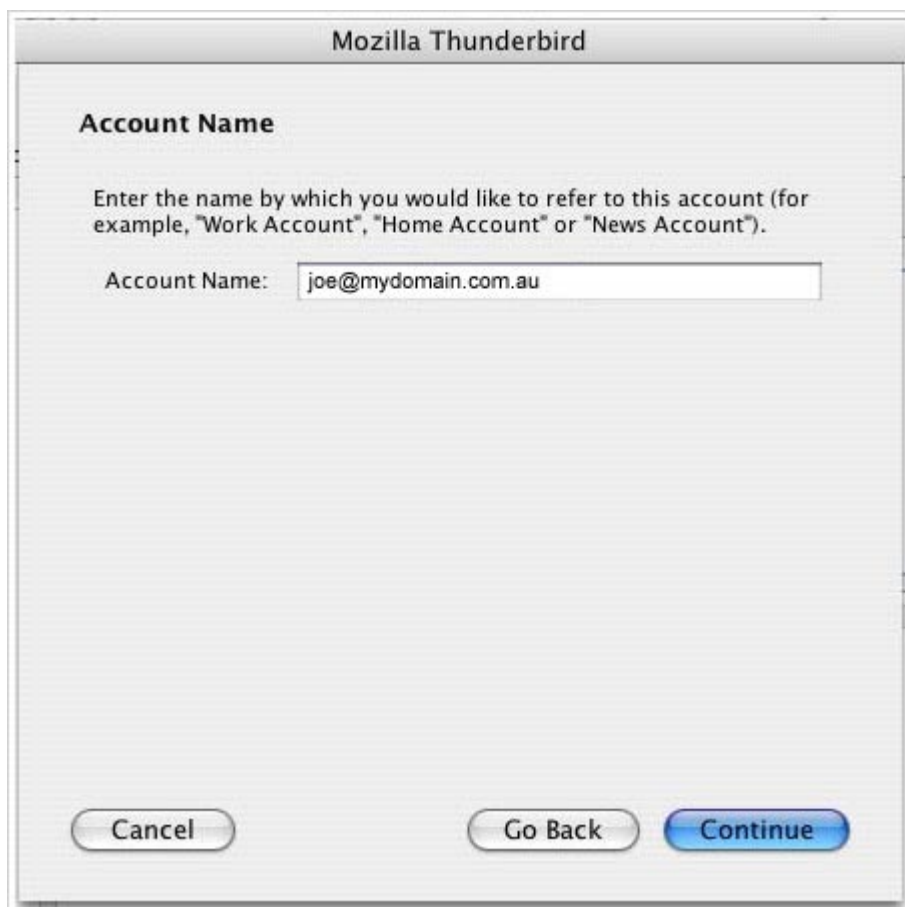 Mozilla Thunderbird
Account Name
Enter the name by which you would like to refer to this account (for
example, "Work Account", "Home Account" or "News Account").
Account Name: joe@mydomain.com.au
Cancel Go Back Continue